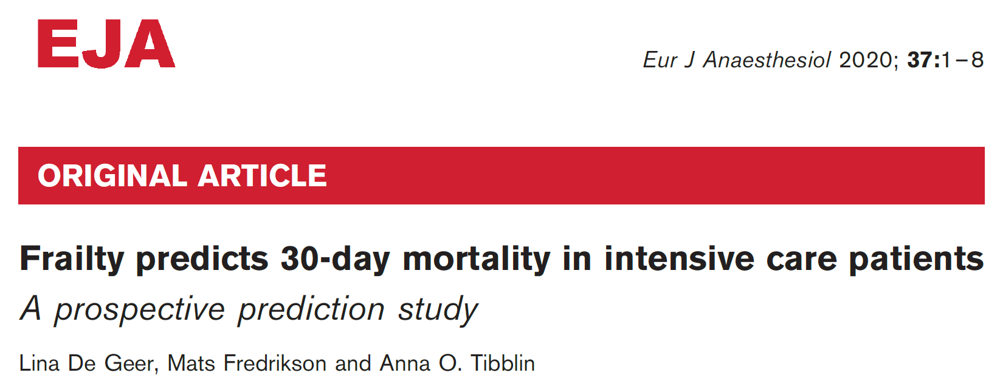 EJA
Eur J Anaesthesiol 2020; 37:1–8
ORIGINAL ARTICLE
Frailty predicts 30-day mortality in intensive care patients
A prospective prediction study
Lina De Geer, Mats Fredrikson and Anna O. Tibblin